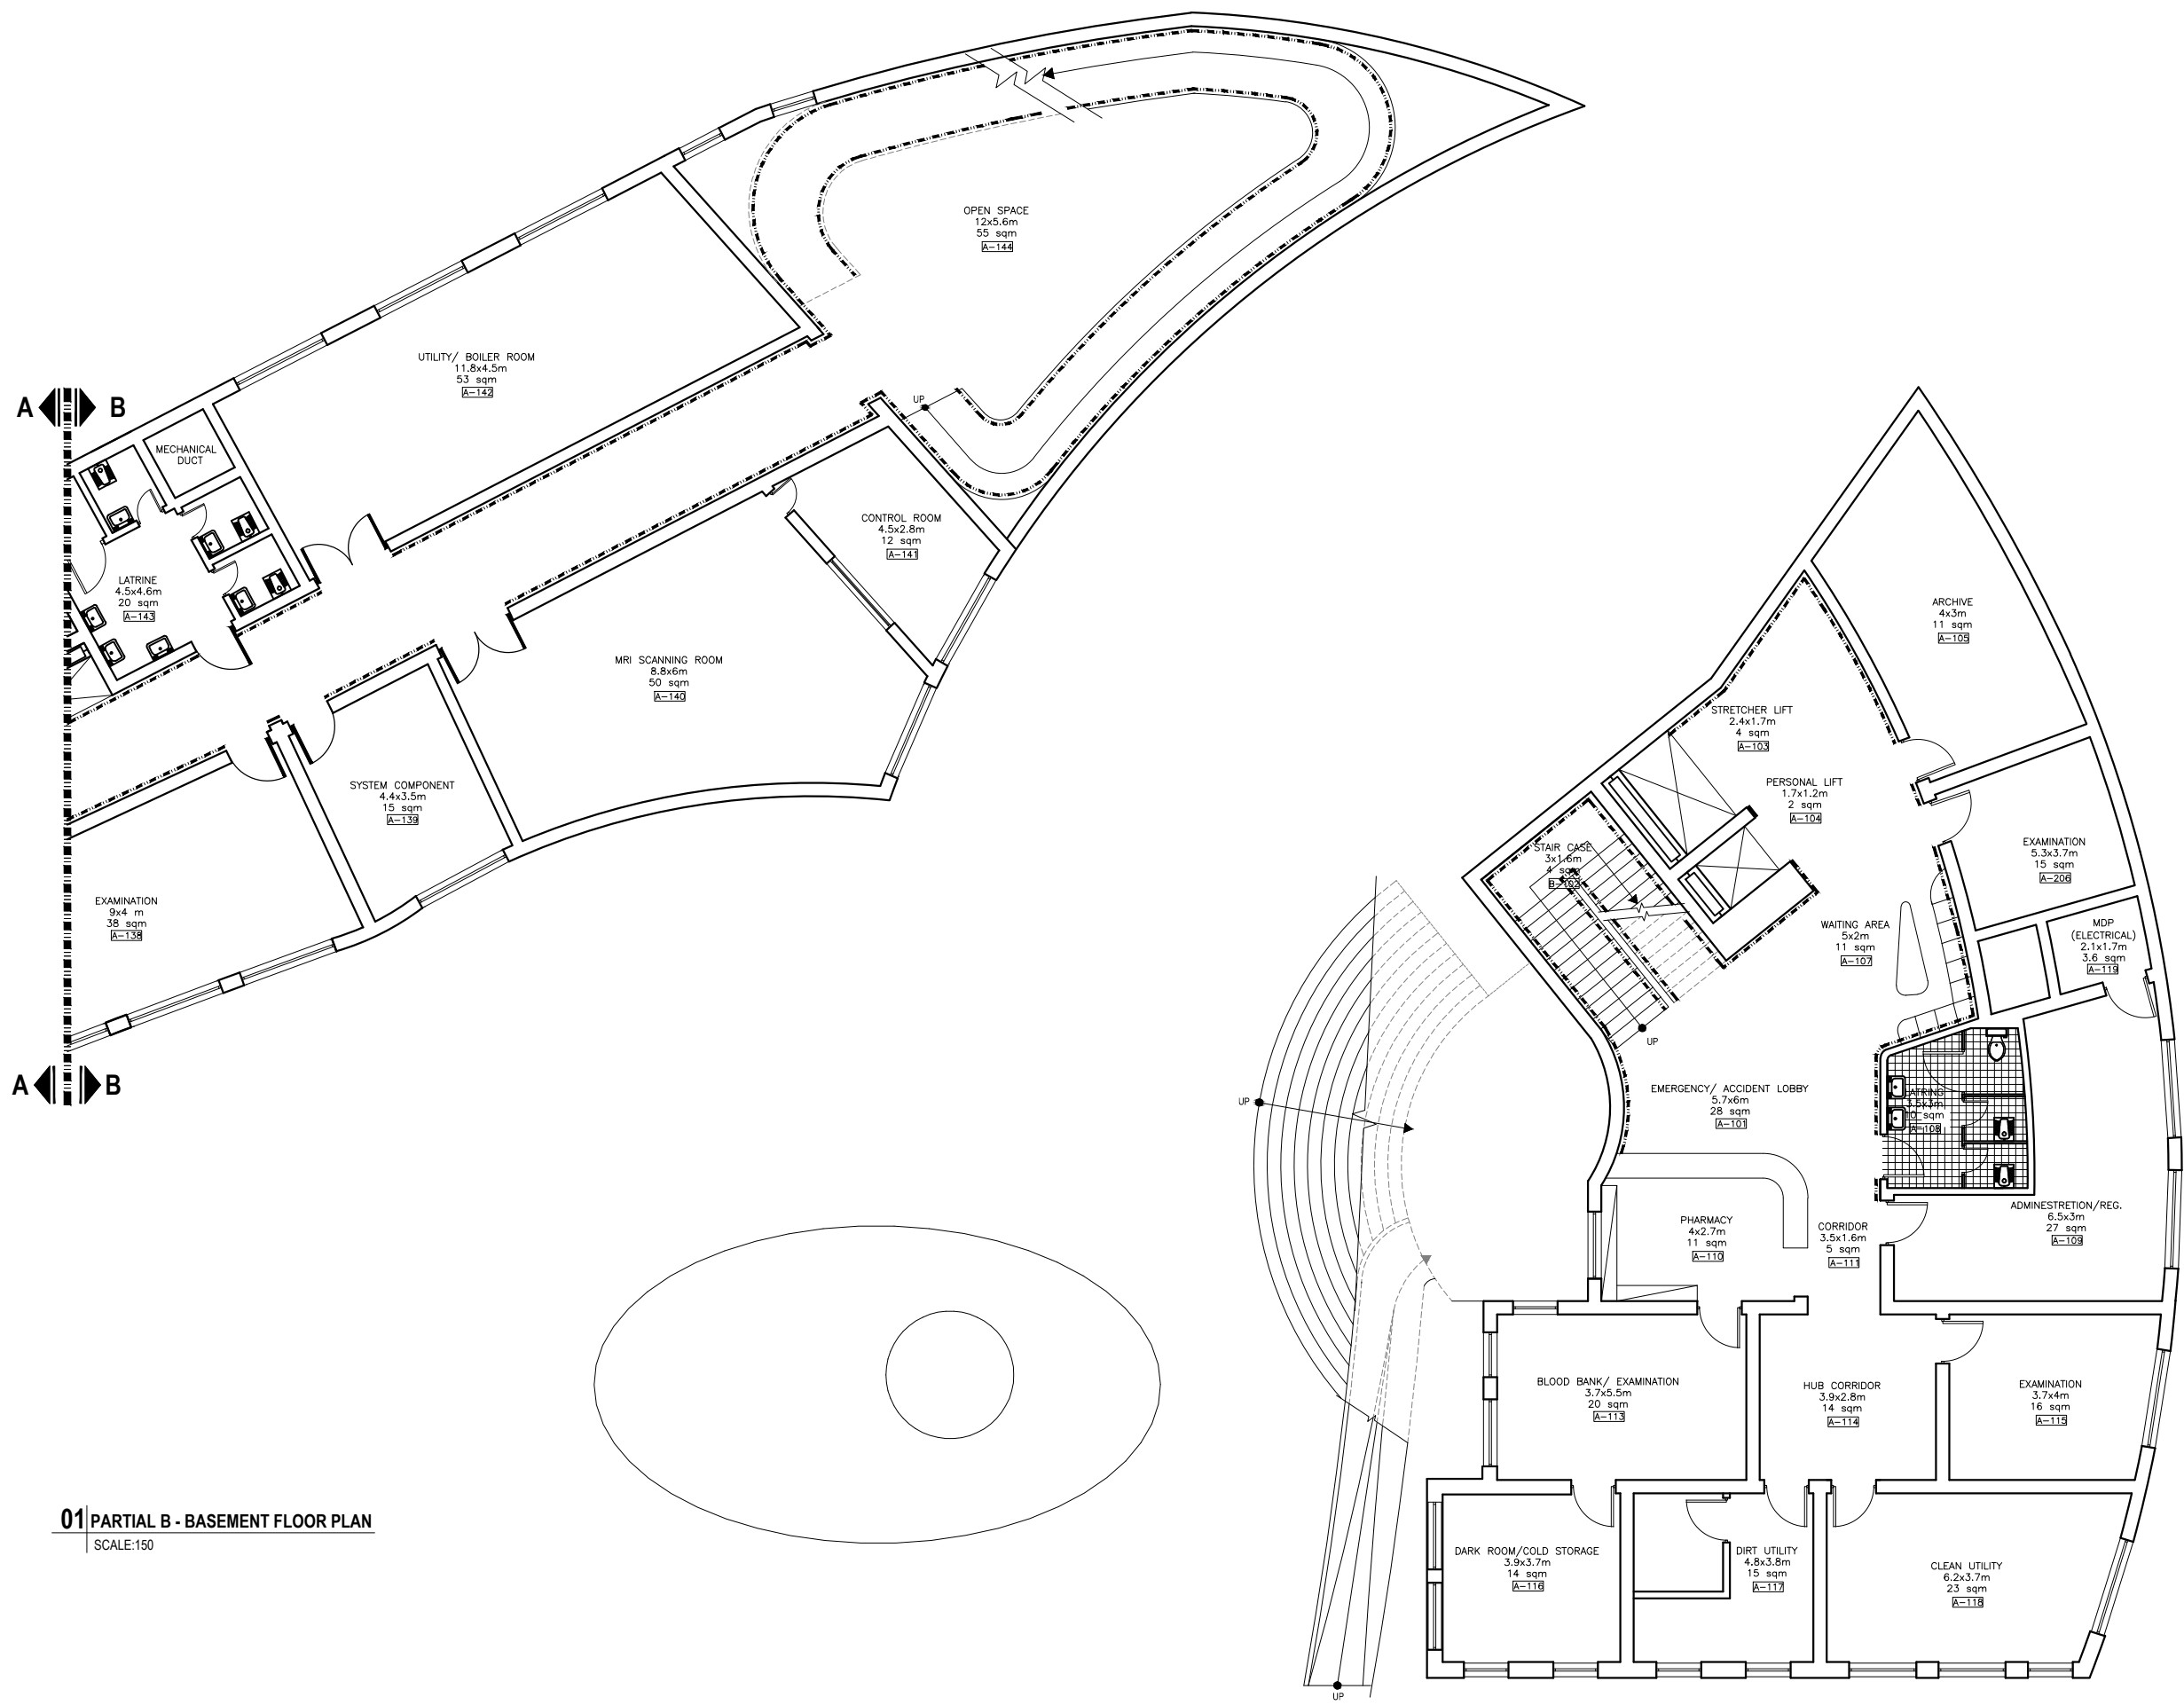 OPEN SPACE
12x5.6m
55 sqm
A-144
UTILITY/ BOILER ROOM
11.8x4.5m
53 sqm
A-142
UP
A
B
MECHANICAL
DUCT
CONTROL ROOM
4.5x2.8m
12 sqm
A-141
LATRINE
4.5x4.6m
20 sqm
A-143
MRI SCANNING ROOM
8.8x6m
50 sqm
A-140
SYSTEM COMPONENT
4.4x3.5m
15 sqm
A-139
EXAMINATION
9x4 m
38 sqm
A-138
A
B
ARCHIVE
4x3m
11 sqm
A-105
STRETCHER LIFT
2.4x1.7m
4 sqm
A-103
PERSONAL LIFT
1.7x1.2m
2 sqm
A-104
STAIR CASE
3x1.6m
4 sqm
B-102
EXAMINATION
5.3x3.7m
15 sqm
A-206
WAITING AREA
5x2m
11 sqm
A-107
MDP
(ELECTRICAL)
2.1x1.7m
3.6 sqm
A-119
UP
EMERGENCY/ ACCIDENT LOBBY
5.7x6m
28 sqm
A-101
UP
3.5x3m
10 sqm
A-108
PHARMACY
4x2.7m
11 sqm
A-110
CORRIDOR
3.5x1.6m
5 sqm
A-111
ADMINESTRETION/REG.
6.5x3m
27 sqm
A-109
BLOOD BANK/ EXAMINATION
3.7x5.5m
20 sqm
A-113
HUB CORRIDOR
3.9x2.8m
14 sqm
A-114
EXAMINATION
3.7x4m
16 sqm
A-115
DARK ROOM/COLD STORAGE
3.9x3.7m
14 sqm
A-116
DIRT UTILITY
4.8x3.8m
15 sqm
A-117
CLEAN UTILITY
6.2x3.7m
23 sqm
A-118
UP
01 PARTIAL B - BASEMENT FLOOR PLAN
SCALE:150